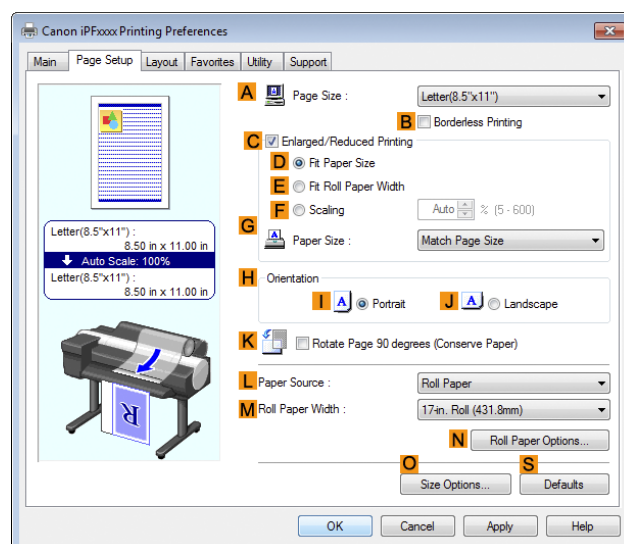 Canon iPFxxxx Printing Preferences
Main Page Setup Layout Favorites Utility Support
A Page Size : Letter(8.5"x11")
B Borderless Printing
C Enlarged/Reduced Printing
D Fit Paper Size
E Fit Roll Paper Width
F Scaling Auto % (5 - 600)
G Paper Size : Match Page Size
Letter(8.5"x11") :
8.50 in x 11.00 in
Auto Scale: 100%
Letter(8.5"x11") :
8.50 in x 11.00 in
H Orientation
I A Portrait J A Landscape
K Rotate Page 90 degrees (Conserve Paper)
R
L Paper Source : Roll Paper
M Roll Paper Width : 17-in. Roll (431.8mm)
N Roll Paper Options...
O S
Size Options... Defaults
OK Cancel Apply Help